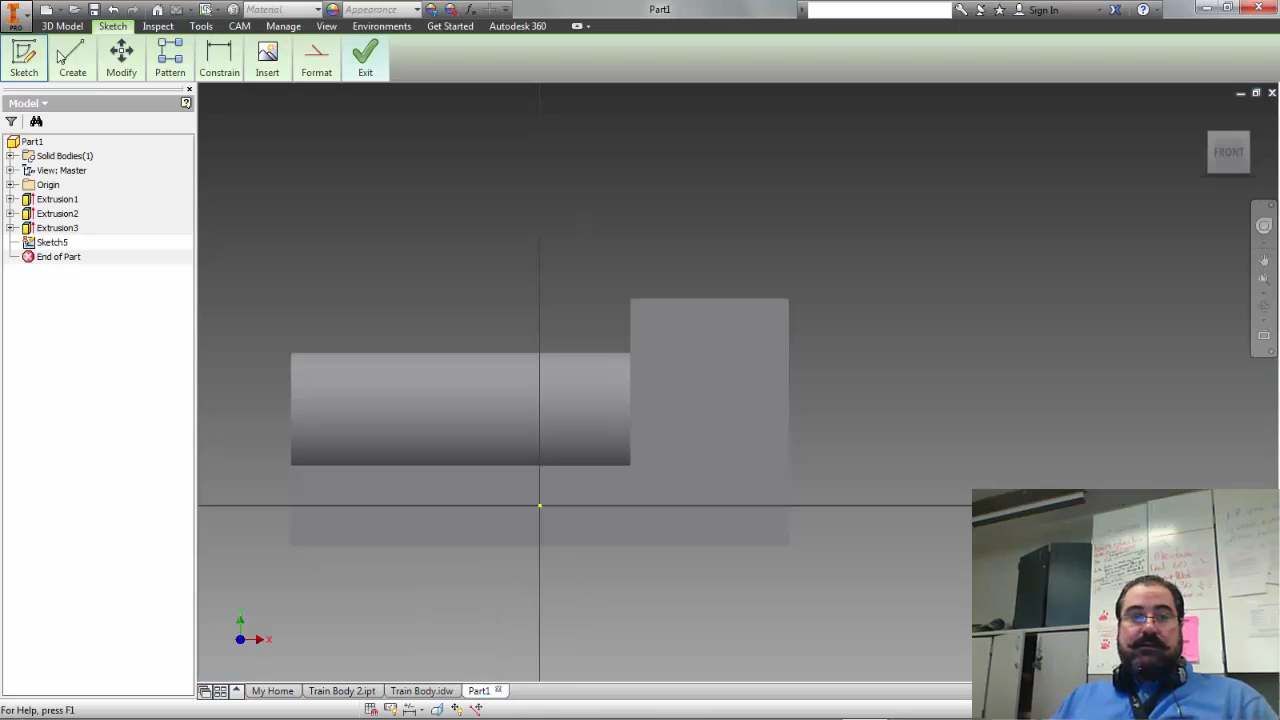 PRO
Material
Appearance
Part1
Sign In
3D Model
Sketch
Inspect
Tools
CAM
Manage
View
Environments
Get Started
Autodesk 360
Sketch
Create
Modify
Pattern
Constrain
Insert
Format
Exit
Model
Part1
Solid Bodies(1)
View: Master
Origin
Extrusion1
Extrusion2
Extrusion3
Sketch5
End of Part
FRONT
X
My Home
Train Body 2.ipt
Train Body.idw
Part1
For Help, press F1